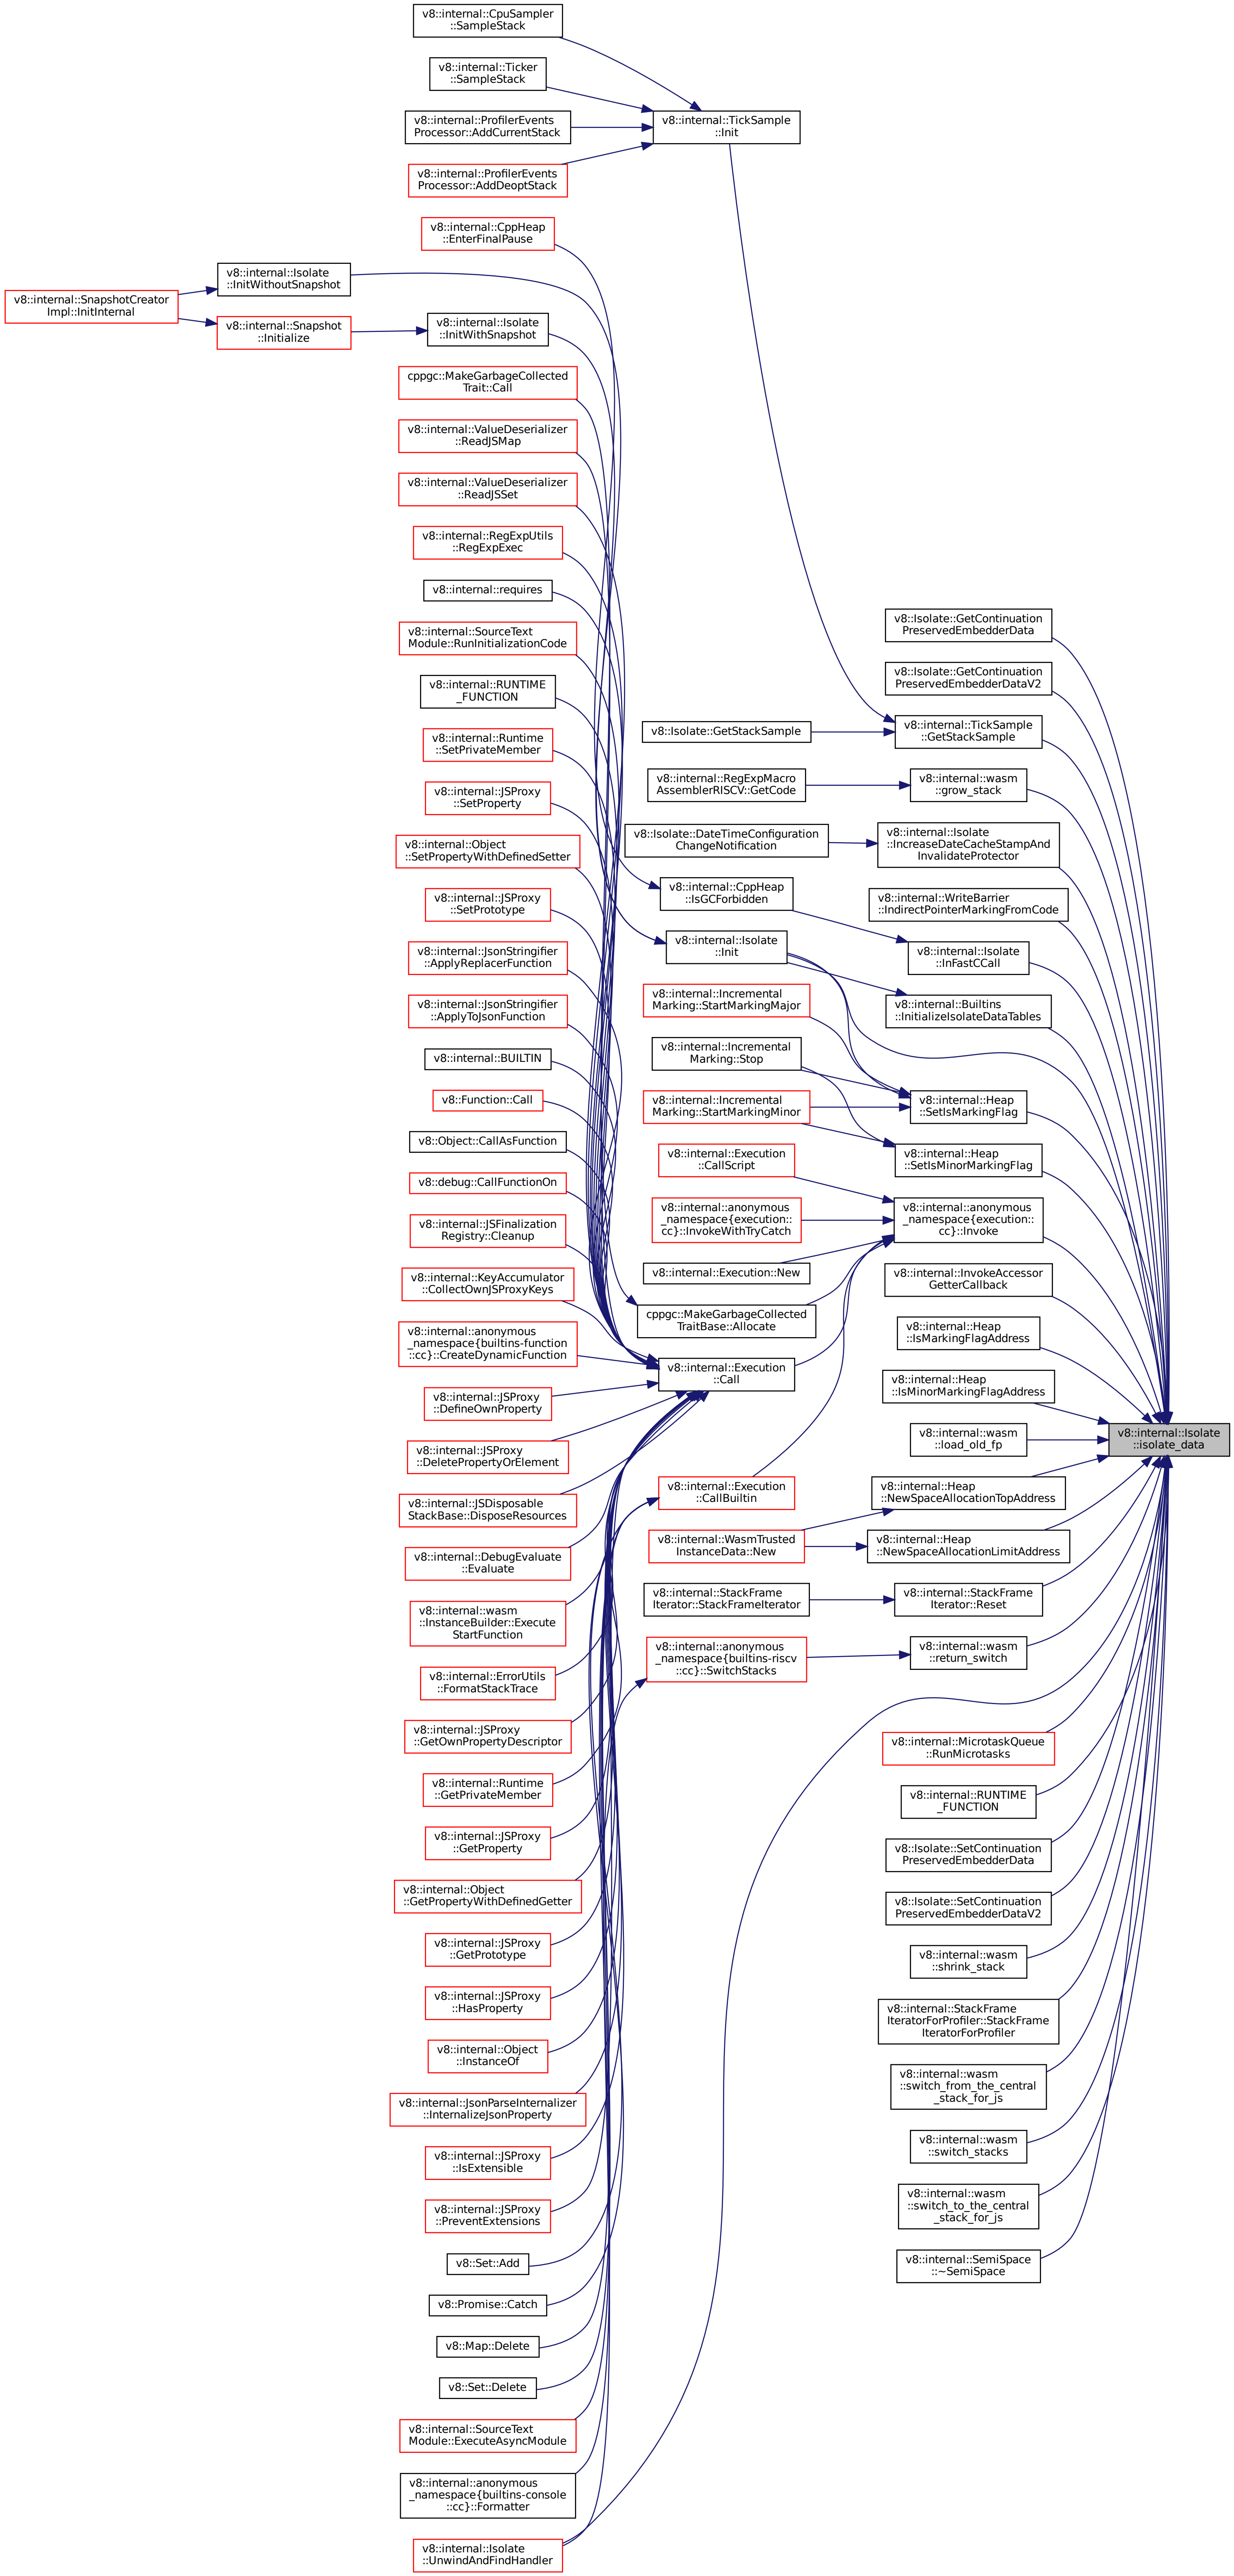 v8::internal::CpuSampler
::SampleStack
v8::internal::Ticker
::SampleStack
v8::internal::ProfilerEvents
Processor::AddCurrentStack
v8::internal::ProfilerEvents
Processor::AddDeoptStack
v8::internal::TickSample
::Init
v8::internal::CppHeap
::EnterFinalPause
v8::internal::Isolate
::InitWithoutSnapshot
v8::internal::SnapshotCreator
Impl::InitInternal
v8::internal::Snapshot
::Initialize
v8::internal::Isolate
::InitWithSnapshot
cppgc::MakeGarbageCollected
Trait::Call
v8::internal::ValueDeserializer
::ReadJSMap
v8::internal::ValueDeserializer
::ReadJSSet
v8::internal::RegExpUtils
::RegExpExec
v8::internal::requires
v8::internal::SourceText
Module::RunInitializationCode
v8::internal::RUNTIME
_FUNCTION
v8::internal::Runtime
::SetPrivateMember
v8::internal::JSProxy
::SetProperty
v8::internal::Object
::SetPropertyWithDefinedSetter
v8::internal::JSProxy
::SetPrototype
v8::internal::JsonStringifier
::ApplyReplacerFunction
v8::internal::JsonStringifier
::ApplyToJsonFunction
v8::internal::BUILTIN
v8::Function::Call
v8::Object::CallAsFunction
v8::debug::CallFunctionOn
v8::internal::JSFinalization
Registry::Cleanup
v8::internal::KeyAccumulator
::CollectOwnJSProxyKeys
v8::internal::anonymous
_namespace{builtins-function
::cc}::CreateDynamicFunction
v8::internal::JSProxy
::DefineOwnProperty
v8::internal::JSProxy
::DeletePropertyOrElement
v8::internal::JSDisposable
StackBase::DisposeResources
v8::internal::DebugEvaluate
::Evaluate
v8::internal::wasm
::InstanceBuilder::Execute
StartFunction
v8::internal::ErrorUtils
::FormatStackTrace
v8::internal::JSProxy
::GetOwnPropertyDescriptor
v8::internal::Runtime
::GetPrivateMember
v8::internal::JSProxy
::GetProperty
v8::internal::Object
::GetPropertyWithDefinedGetter
v8::internal::JSProxy
::GetPrototype
v8::internal::JSProxy
::HasProperty
v8::internal::Object
::InstanceOf
v8::internal::JsonParseInternalizer
::InternalizeJsonProperty
v8::internal::JSProxy
::IsExtensible
v8::internal::JSProxy
::PreventExtensions
v8::Set::Add
v8::Promise::Catch
v8::Map::Delete
v8::Set::Delete
v8::internal::SourceText
Module::ExecuteAsyncModule
v8::internal::anonymous
_namespace{builtins-console
::cc}::Formatter
v8::internal::Isolate
::UnwindAndFindHandler
v8::Isolate::GetStackSample
v8::internal::RegExpMacro
AssemblerRISCV::GetCode
v8::Isolate::DateTimeConfiguration
ChangeNotification
v8::internal::CppHeap
::IsGCForbidden
v8::internal::Isolate
::Init
v8::internal::Incremental
Marking::StartMarkingMajor
v8::internal::Incremental
Marking::Stop
v8::internal::Incremental
Marking::StartMarkingMinor
v8::internal::Execution
::CallScript
v8::internal::anonymous
_namespace{execution::
cc}::InvokeWithTryCatch
v8::internal::Execution::New
cppgc::MakeGarbageCollected
TraitBase::Allocate
v8::internal::Execution
::Call
v8::internal::Execution
::CallBuiltin
v8::internal::WasmTrusted
InstanceData::New
v8::internal::StackFrame
Iterator::StackFrameIterator
v8::internal::anonymous
_namespace{builtins-riscv
::cc}::SwitchStacks
v8::Isolate::GetContinuation
PreservedEmbedderData
v8::Isolate::GetContinuation
PreservedEmbedderDataV2
v8::internal::TickSample
::GetStackSample
v8::internal::wasm
::grow_stack
v8::internal::Isolate
::IncreaseDateCacheStampAnd
InvalidateProtector
v8::internal::WriteBarrier
::IndirectPointerMarkingFromCode
v8::internal::Isolate
::InFastCCall
v8::internal::Builtins
::InitializeIsolateDataTables
v8::internal::Heap
::SetIsMarkingFlag
v8::internal::Heap
::SetIsMinorMarkingFlag
v8::internal::anonymous
_namespace{execution::
cc}::Invoke
v8::internal::InvokeAccessor
GetterCallback
v8::internal::Heap
::IsMarkingFlagAddress
v8::internal::Heap
::IsMinorMarkingFlagAddress
v8::internal::wasm
::load_old_fp
v8::internal::Heap
::NewSpaceAllocationTopAddress
v8::internal::Heap
::NewSpaceAllocationLimitAddress
v8::internal::StackFrame
Iterator::Reset
v8::internal::wasm
::return_switch
v8::internal::MicrotaskQueue
::RunMicrotasks
v8::internal::RUNTIME
_FUNCTION
v8::Isolate::SetContinuation
PreservedEmbedderData
v8::Isolate::SetContinuation
PreservedEmbedderDataV2
v8::internal::wasm
::shrink_stack
v8::internal::StackFrame
IteratorForProfiler::StackFrame
IteratorForProfiler
v8::internal::wasm
::switch_from_the_central
_stack_for_js
v8::internal::wasm
::switch_stacks
v8::internal::wasm
::switch_to_the_central
_stack_for_js
v8::internal::SemiSpace
::~SemiSpace
v8::internal::Isolate
::isolate_data